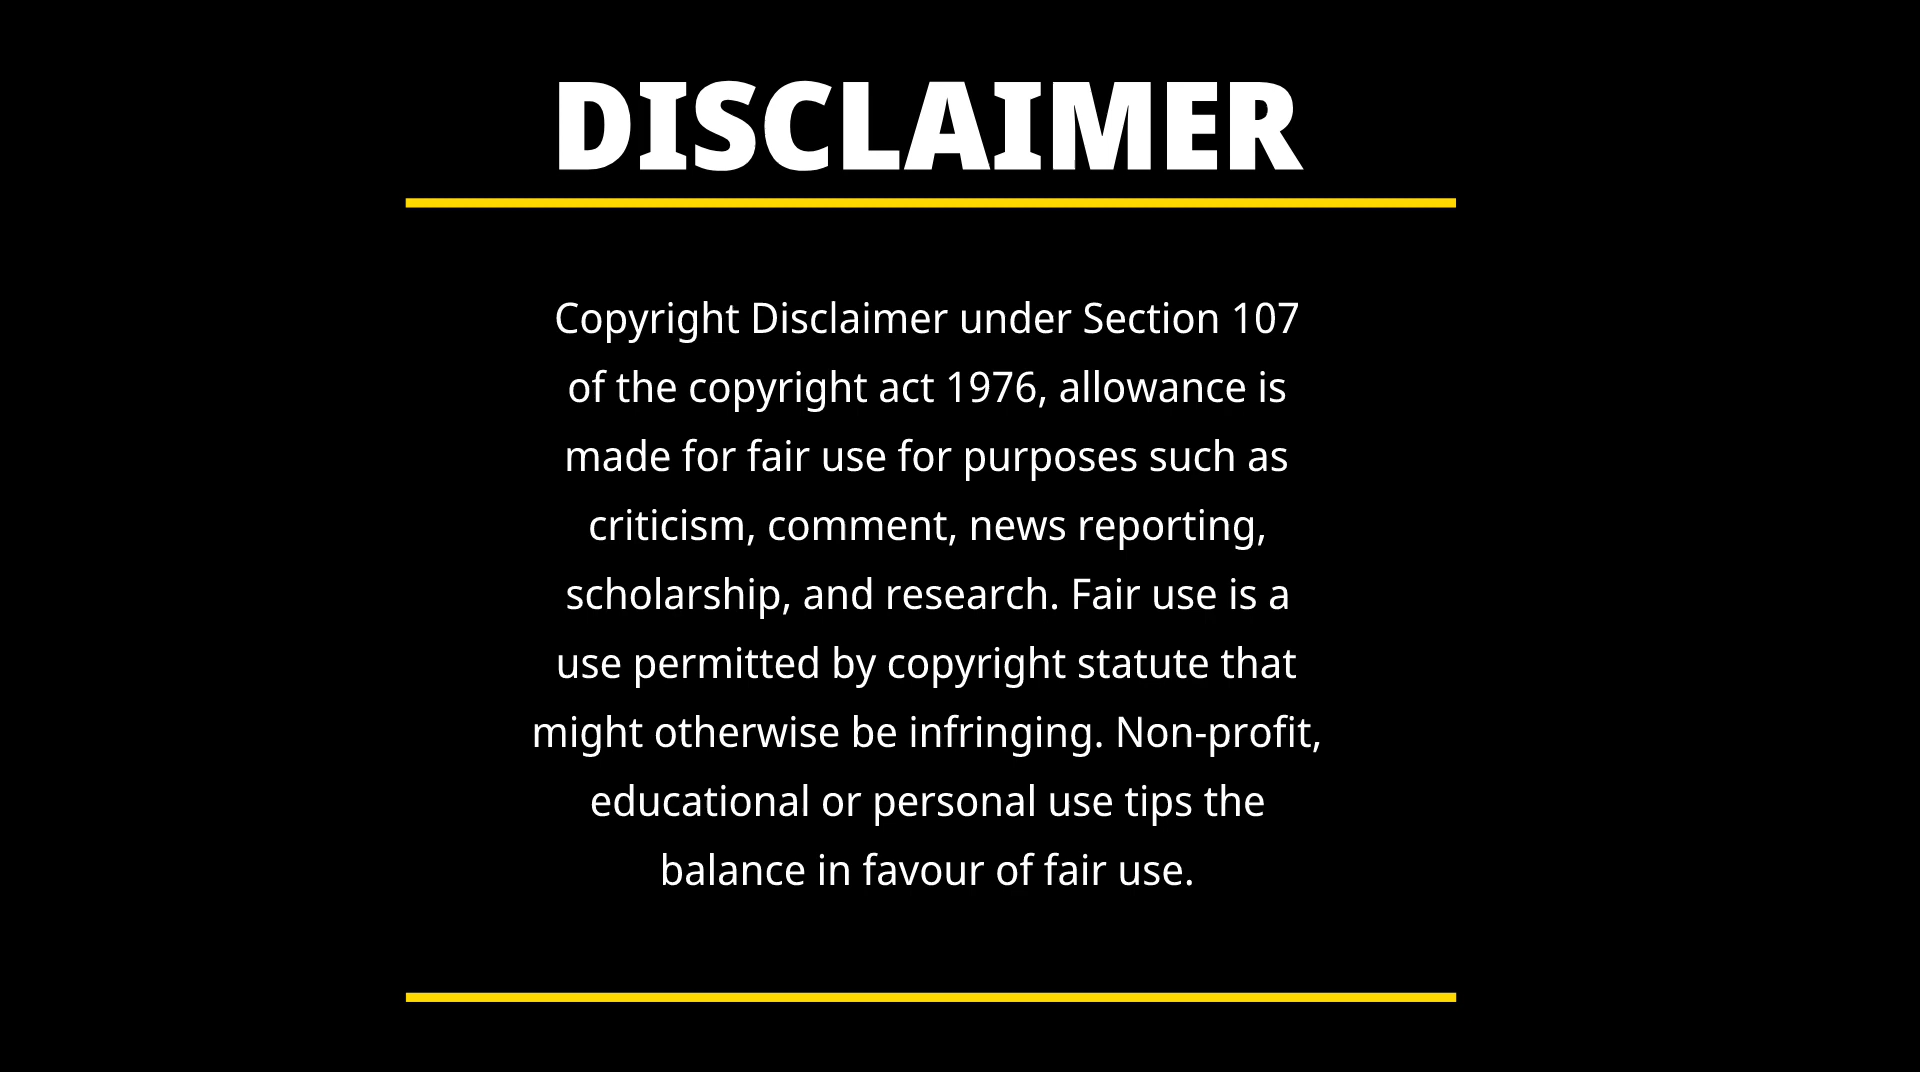 DISCLAIMER
Copyright Disclaimer under Section 107
of the copyright act 1976, allowance is
made for fair use for purposes such as
criticism, comment, news reporting,
scholarship, and research. Fair use is a
use permitted by copyright statute that
might otherwise be infringing. Non-profit,
educational or personal use tips the
balance in favour of fair use.